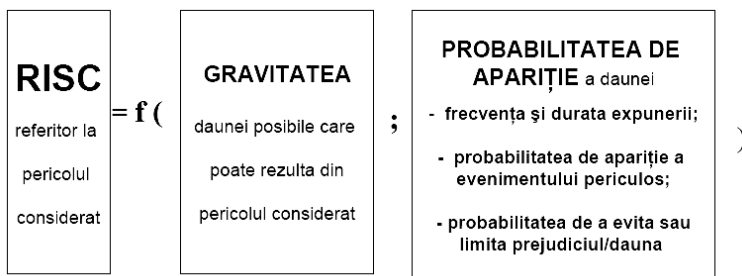 RISC
referitor la
pericolul
considerat
= f (
GRAVITATEA
daunei posibile care
poate rezulta din
pericolul considerat
;
PROBABILITATEA DE
APARIȚIE a daunei
- frecvența şi durata expunerii;
- probabilitatea de apariție a
evenimentului periculos;
- probabilitatea de a evita sau
limita prejudiciul/dauna
)